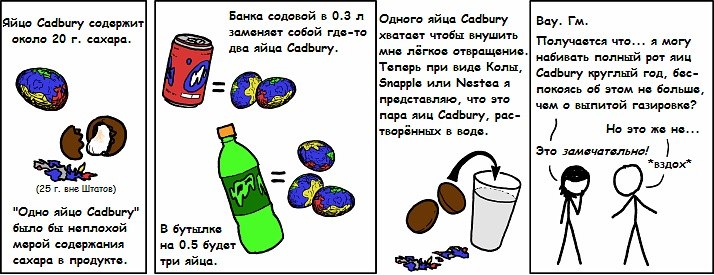 Яйцо Cadbury содержит
около 20 г. сахара.
(25 г. вне Штатов)
"Одно яйцо Cadbury"
было бы неплохой
мерой содержания
сахара в продукте.
Банка содовой в 0.3 л
заменяет собой где-то
два яйца Cadbury.
=
=
В бутылке
на 0.5 будет
три яйца.
Одного яйца Cadbury
хватает чтобы внушить
мне лёгкое отвращение.
Теперь при виде Колы,
Snapple или Nestea я
представляю, что это
пара яиц Cadbury, рас-
творённых в воде.
Вау. Гм.
Получается что... я могу
набивать полный рот яиц
Cadbury круглый год, бес-
покоясь об этом не больше,
чем о выпитой газировке?
Но это же не...
Это замечательно!
*вздох*